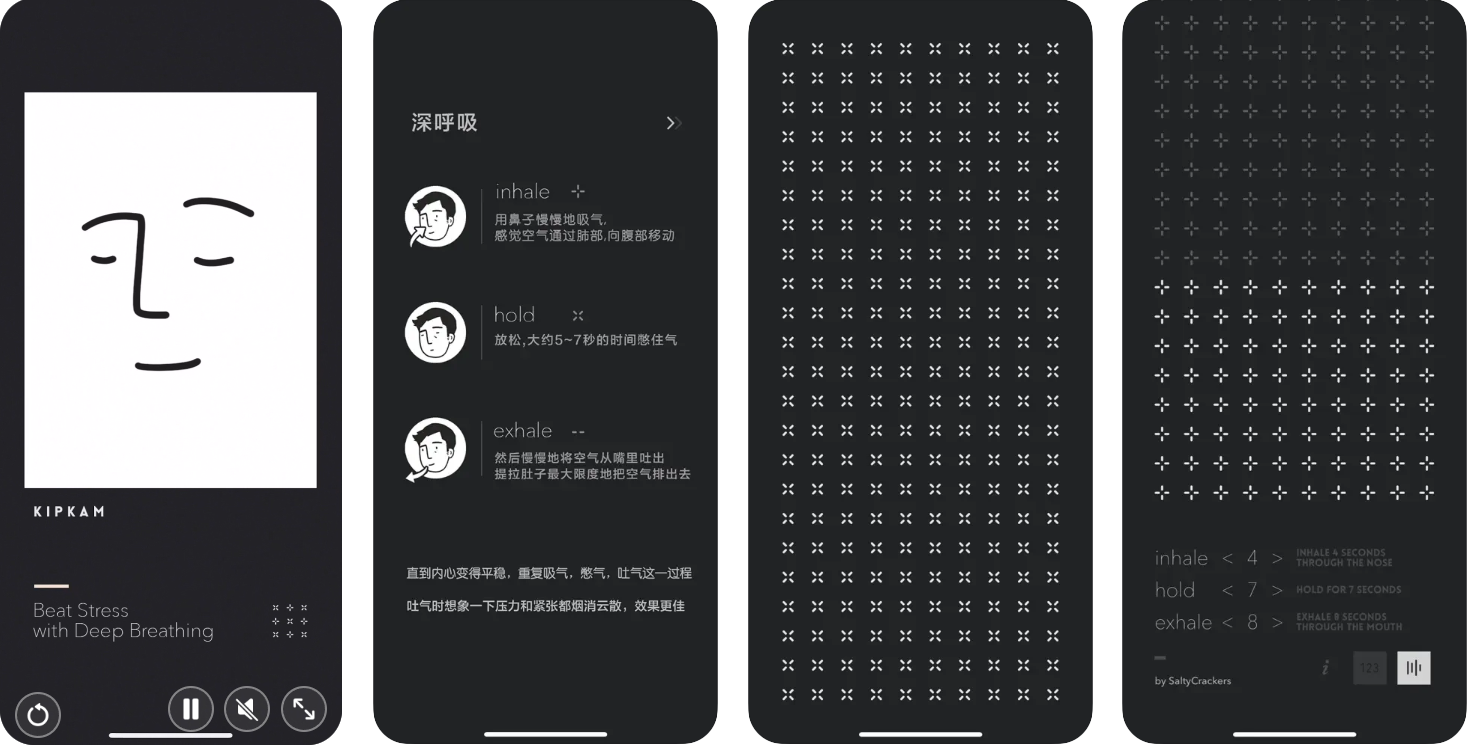 KIPKAM
Beat Stress
with Deep Breathing
深呼吸
inhale
用鼻子慢慢地吸气,
感觉空气通过肺部,向腹部移动
hold
放松,大约5~7秒的时间憋住气
exhale --
然后慢慢地将空气从嘴里吐出
提拉肚子最大限度地把空气排出去
直到内心变得平稳，重复吸气，憋气，吐气这一过程
吐气时想象一下压力和紧张都烟消云散，效果更佳
inhale < 4 > INHALE 4 SECONDS
THROUGH THE NOSE
hold < 7 > HOLD FOR 7 SECONDS
exhale < 8 > EXHALE 8 SECONDS
THROUGH THE MOUTH
i 123
by SaltyCrackers